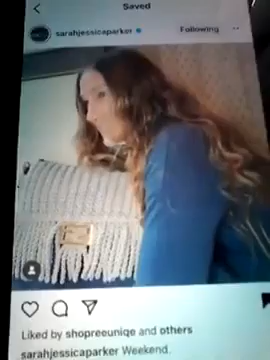 Saved
sarahjessicaparker Following
Liked by shopreeuniqe and others
sarahjessicaparker Weekend.